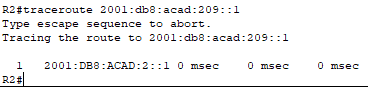 R2#traceroute 2001:db8:acad:209::1
Type escape sequence to abort.
Tracing the route to 2001:db8:acad:209::1
1 2001:DB8:ACAD:2::1 0 msec 0 msec 0 msec
R2#